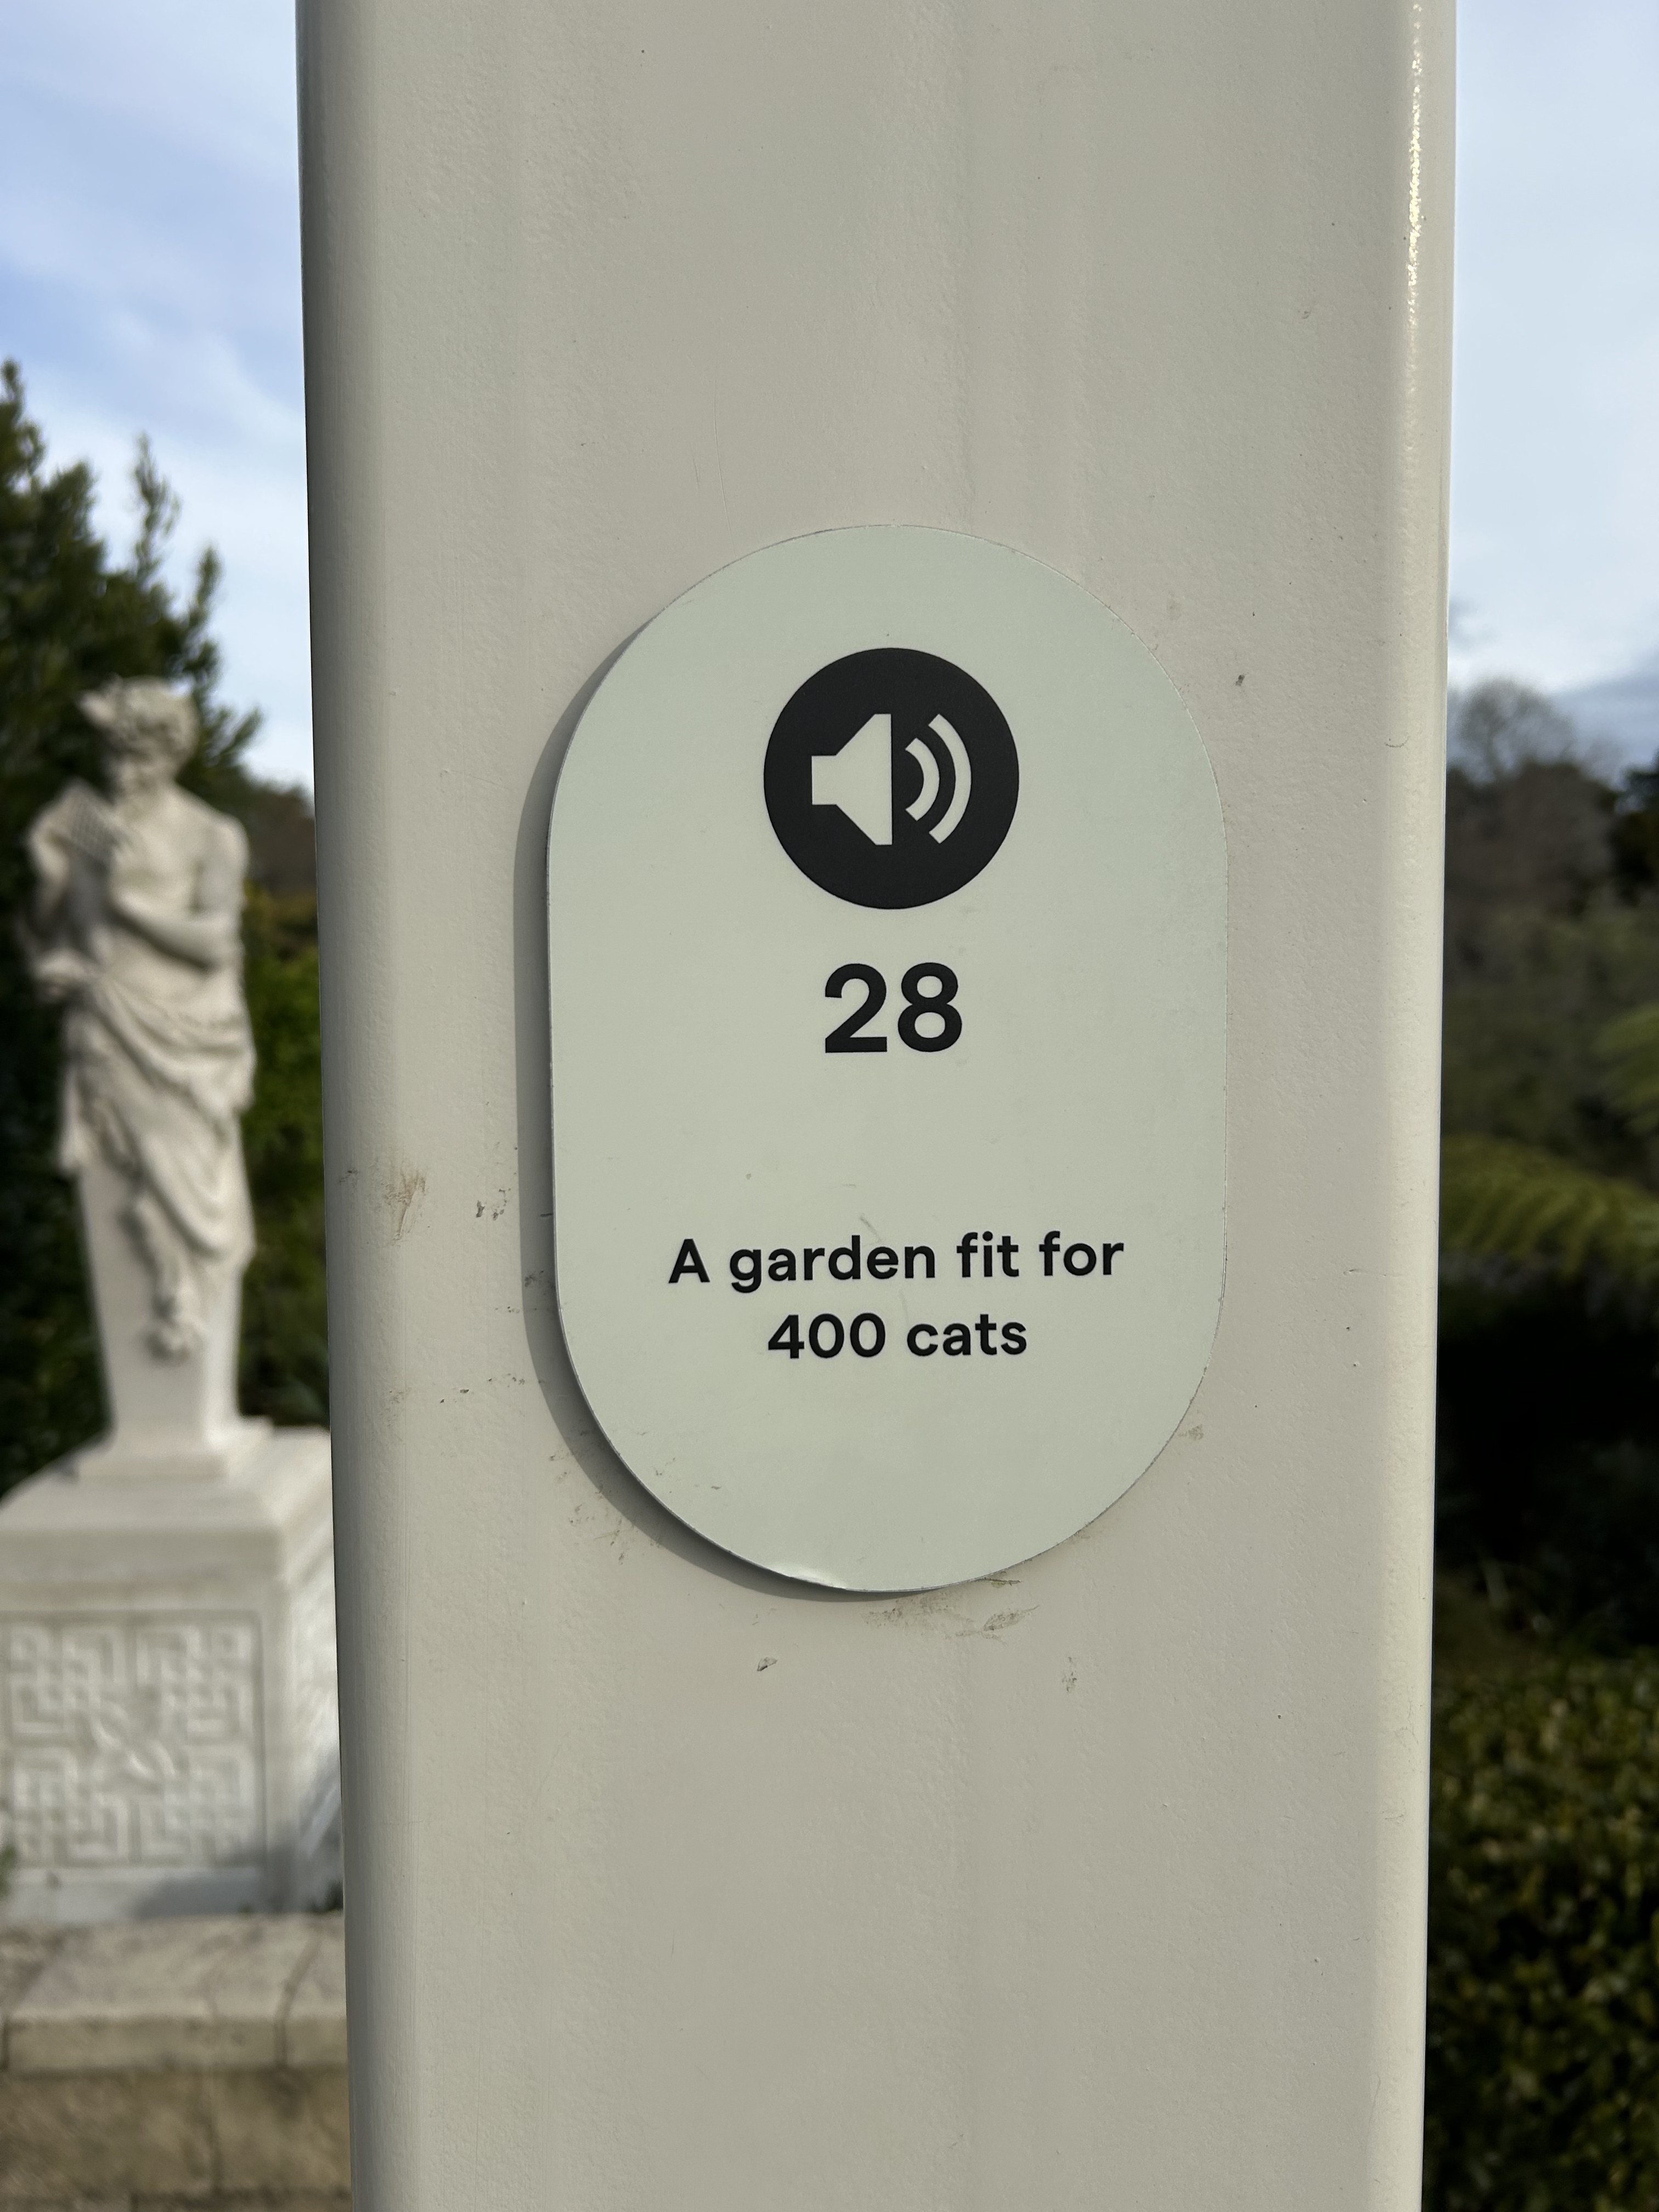 28
A garden fit for
400 cats